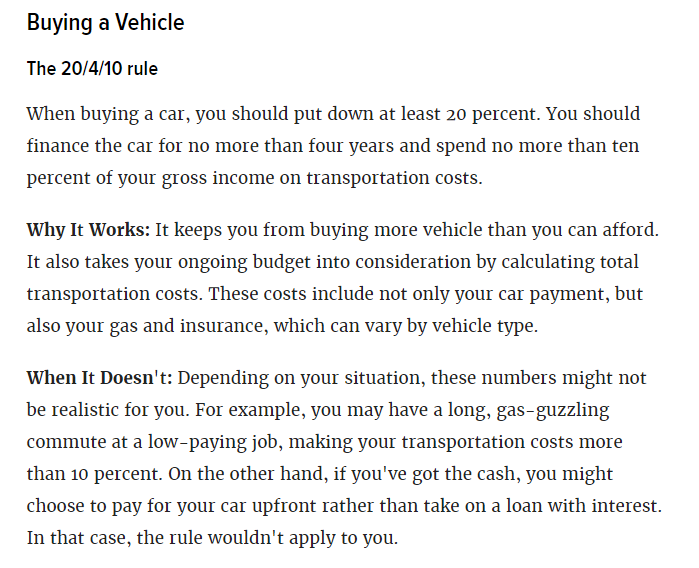 Buying a Vehicle
The 20/4/10 rule
When buying a car, you should put down at least 20 percent. You should
finance the car for no more than four years and spend no more than ten
percent of your gross income on transportation costs.
Why It Works: It keeps you from buying more vehicle than you can afford.
It also takes your ongoing budget into consideration by calculating total
transportation costs. These costs include not only your car payment, but
also your gas and insurance, which can vary by vehicle type.
When It Doesn't: Depending on your situation, these numbers might not
be realistic for you. For example, you may have a long, gas-guzzling
commute at a low-paying job, making your transportation costs more
than 10 percent. On the other hand, if you've got the cash, you might
choose to pay for your car upfront rather than take on a loan with interest.
In that case, the rule wouldn't apply to you.